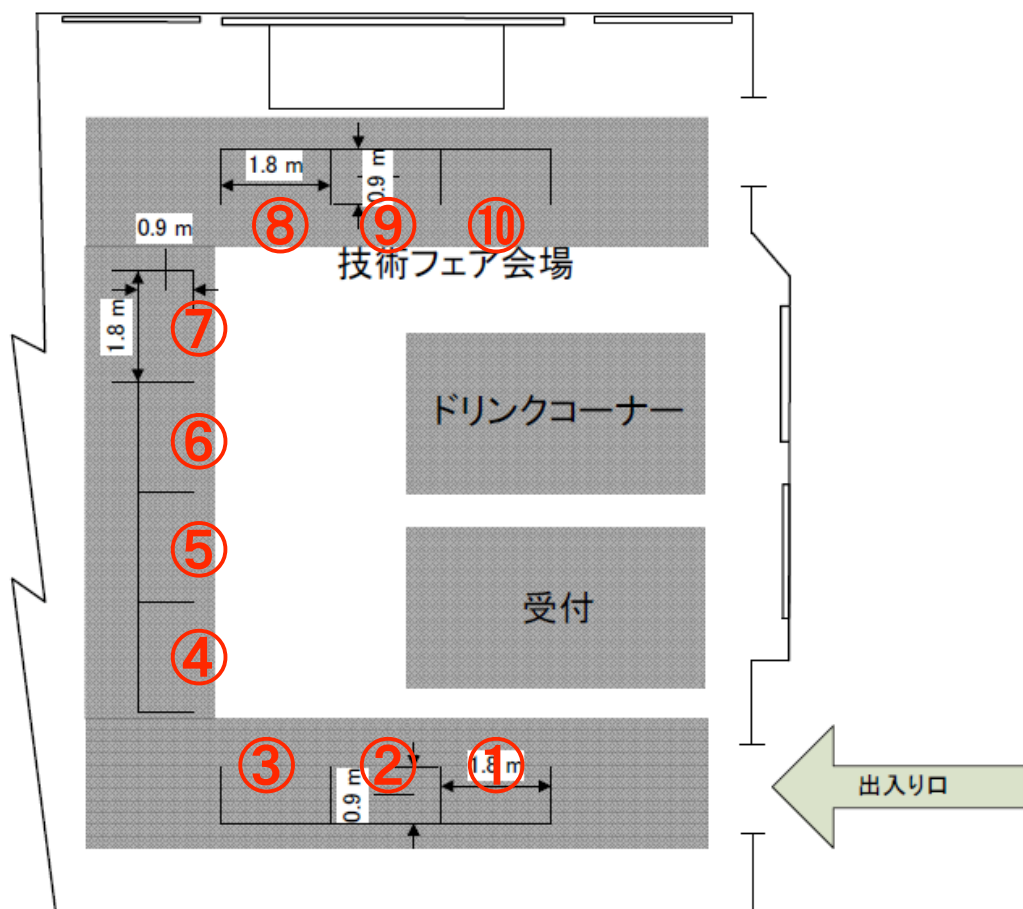 1.8 m
0.9 m
⑧
⑨
⑩
0.9 m
技術フェア会場
1.8 m
⑦
ドリンクコーナー
⑥
⑤
受付
④
③
②
①
1.8 m
0.9 m
出入り口